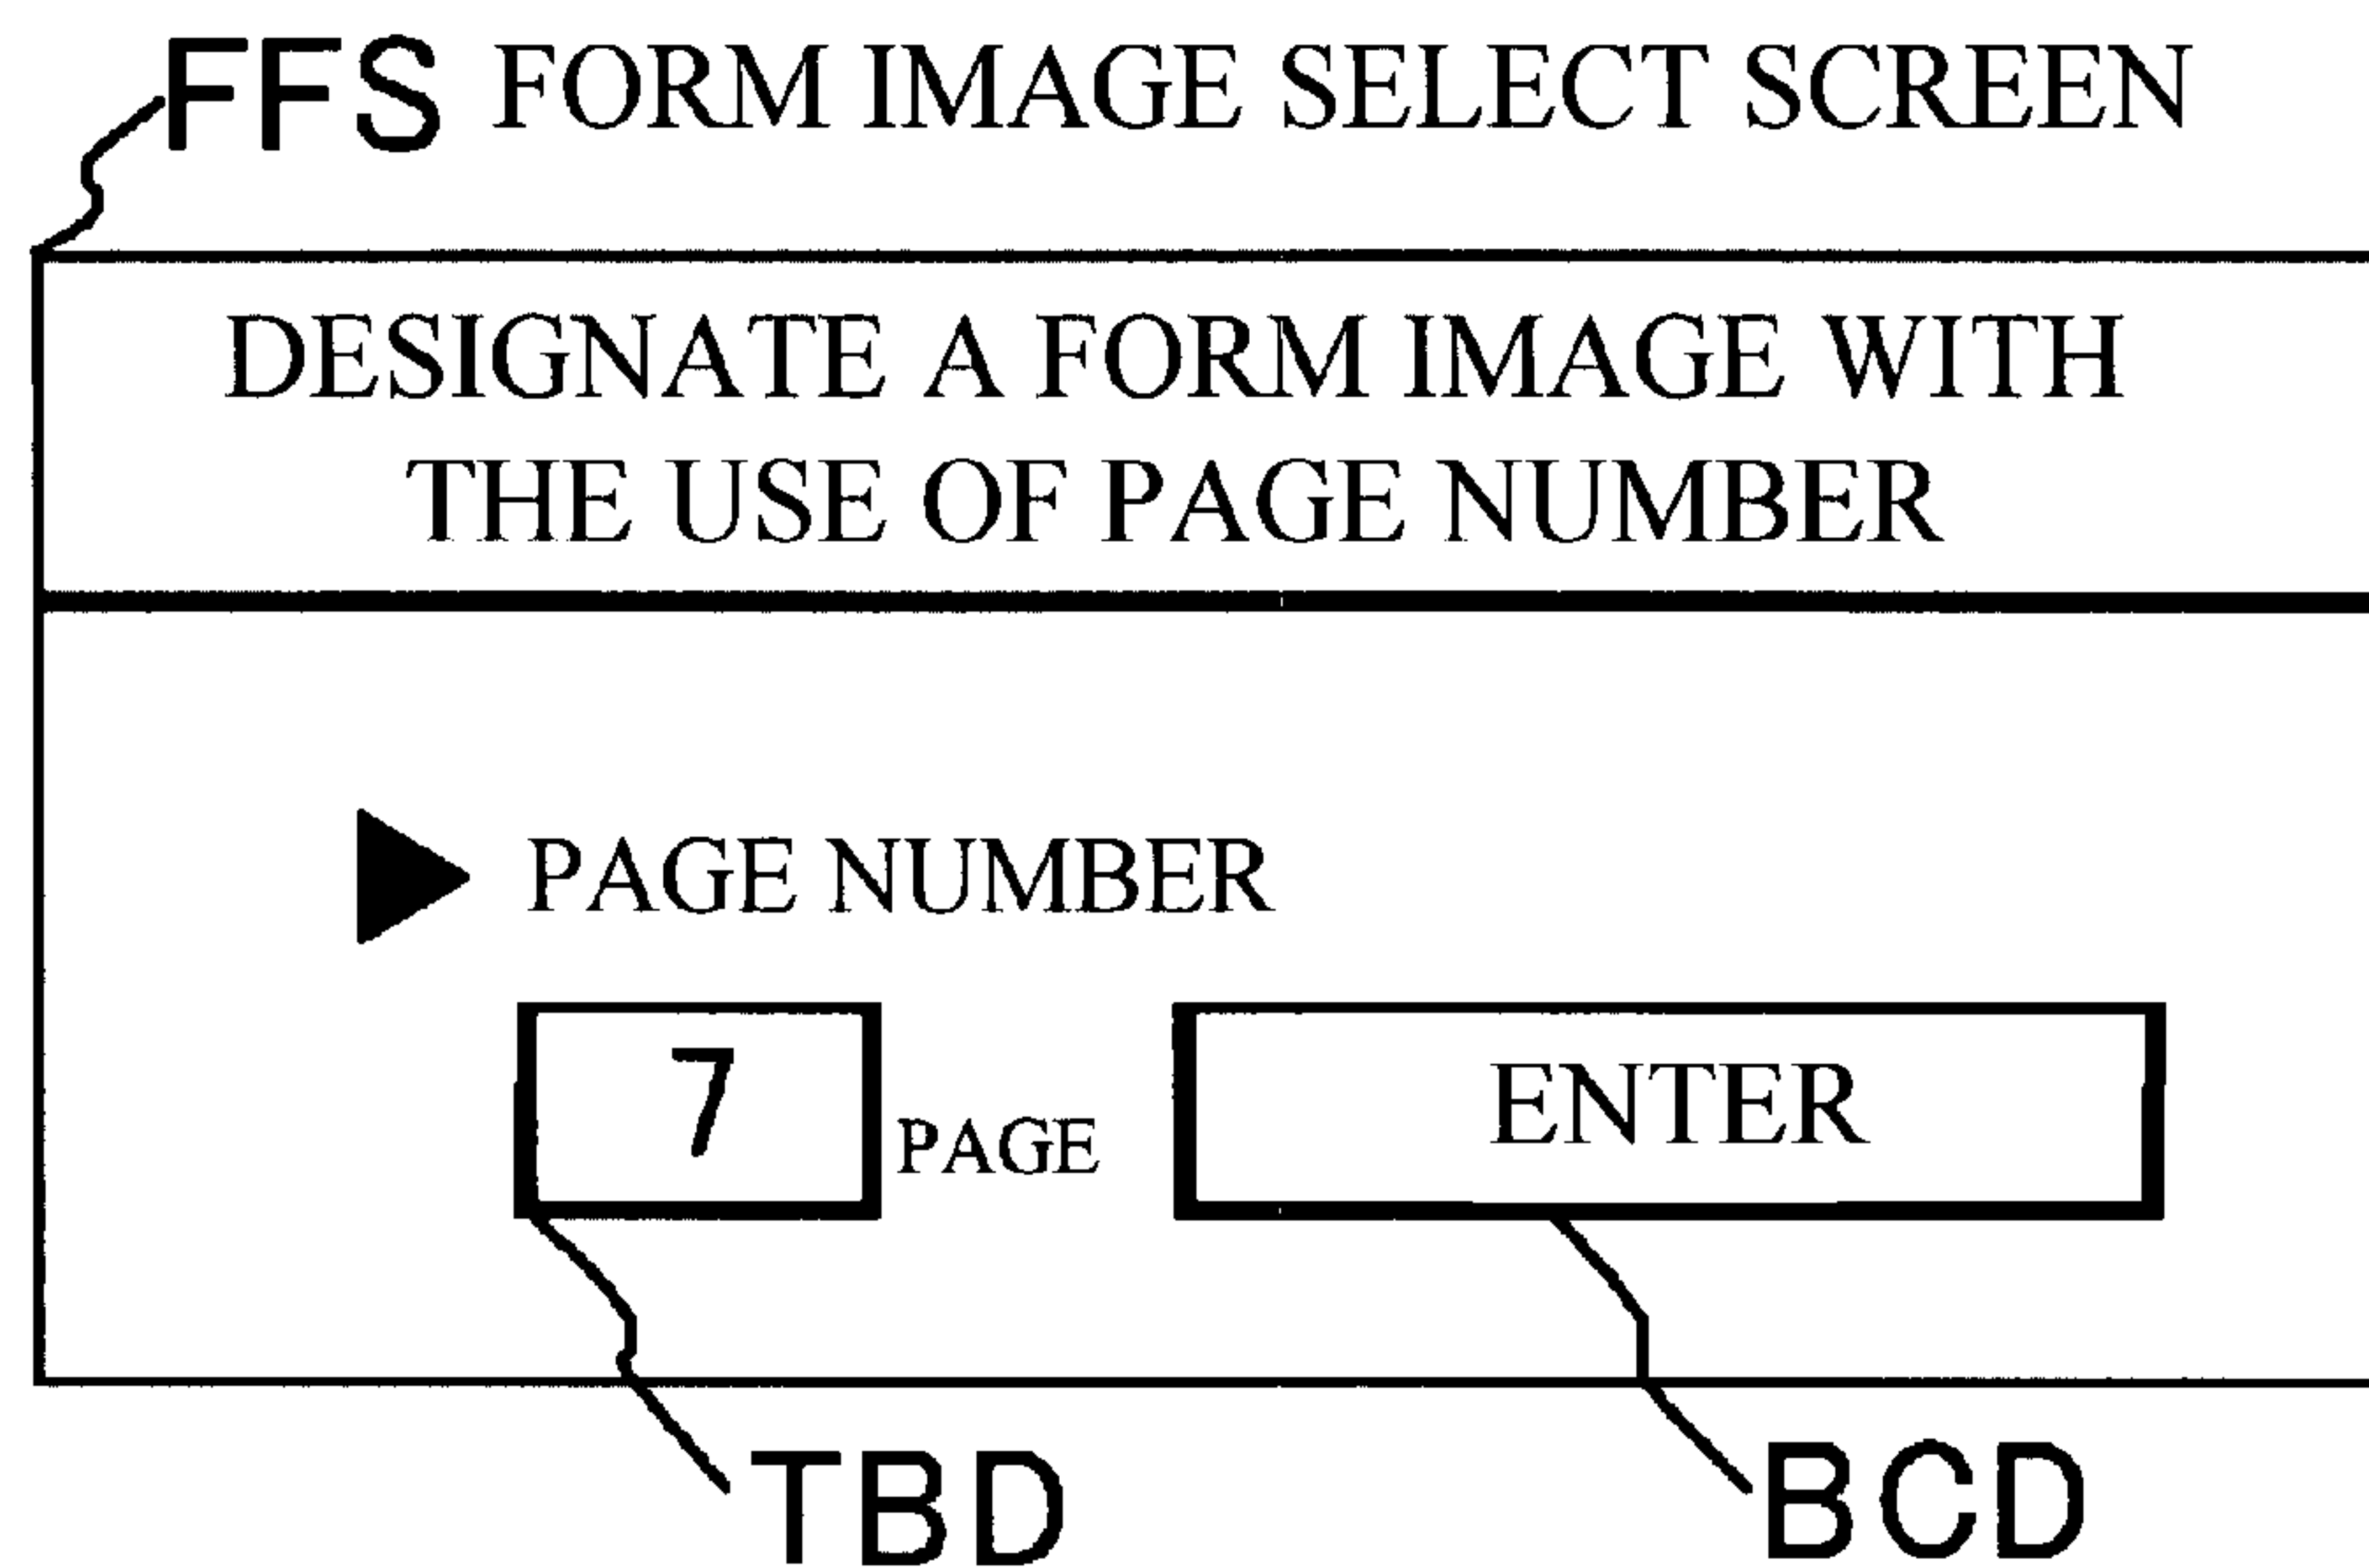 FFS FORM IMAGE SELECT SCREEN
DESIGNATE A FORM IMAGE WITH
THE USE OF PAGE NUMBER
PAGE NUMBER
7 PAGE ENTER
TBD BCD